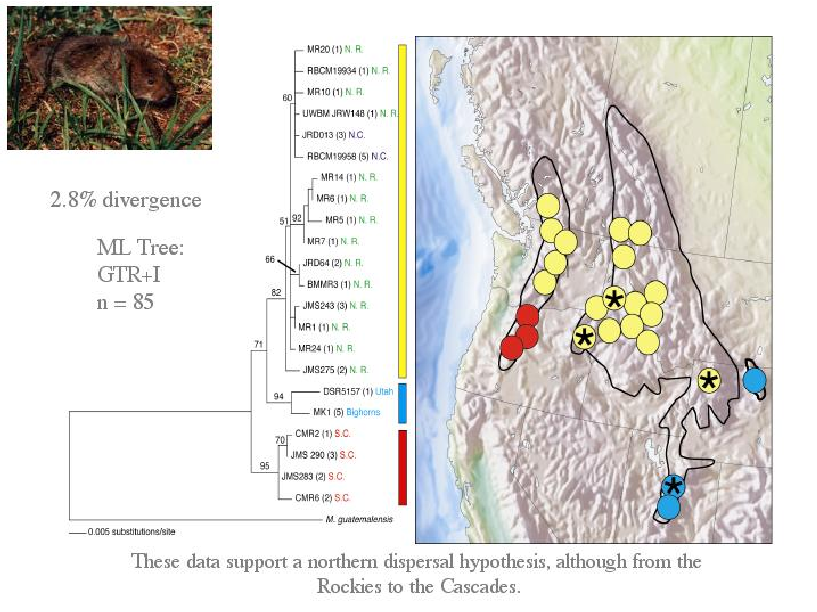 2.8% divergence
ML Tree:
GTR+I
n = 85
MR20 (1) N. R.
RBCM19934 (1) N. R.
MR10 (1) N. R.
UWBM JRW148 (1) N. R.
JRD013 (3) N.C.
RBCM19958 (5) N.C.
MR14 (1) N. R.
MR6 (1) N. R.
MR5 (1) N. R.
MR7 (1) N. R.
JRD64 (2) N. R.
BMMR3 (1) N. R.
JMS243 (3) N. R.
MR1 (1) N. R.
MR24 (1) N. R.
JMS275 (2) N. R.
DSR5157 (1) Utah
MK1 (5) Bighorns
CMR2 (1) S.C.
JMS 290 (3) S.C.
JMS283 (2) S.C.
CMR6 (2) S.C.
M. guatemalensis
60
51
92
66
82
71
94
70
95
0.005 substitutions/site
*
*
*
*
These data support a northern dispersal hypothesis, although from the
Rockies to the Cascades.